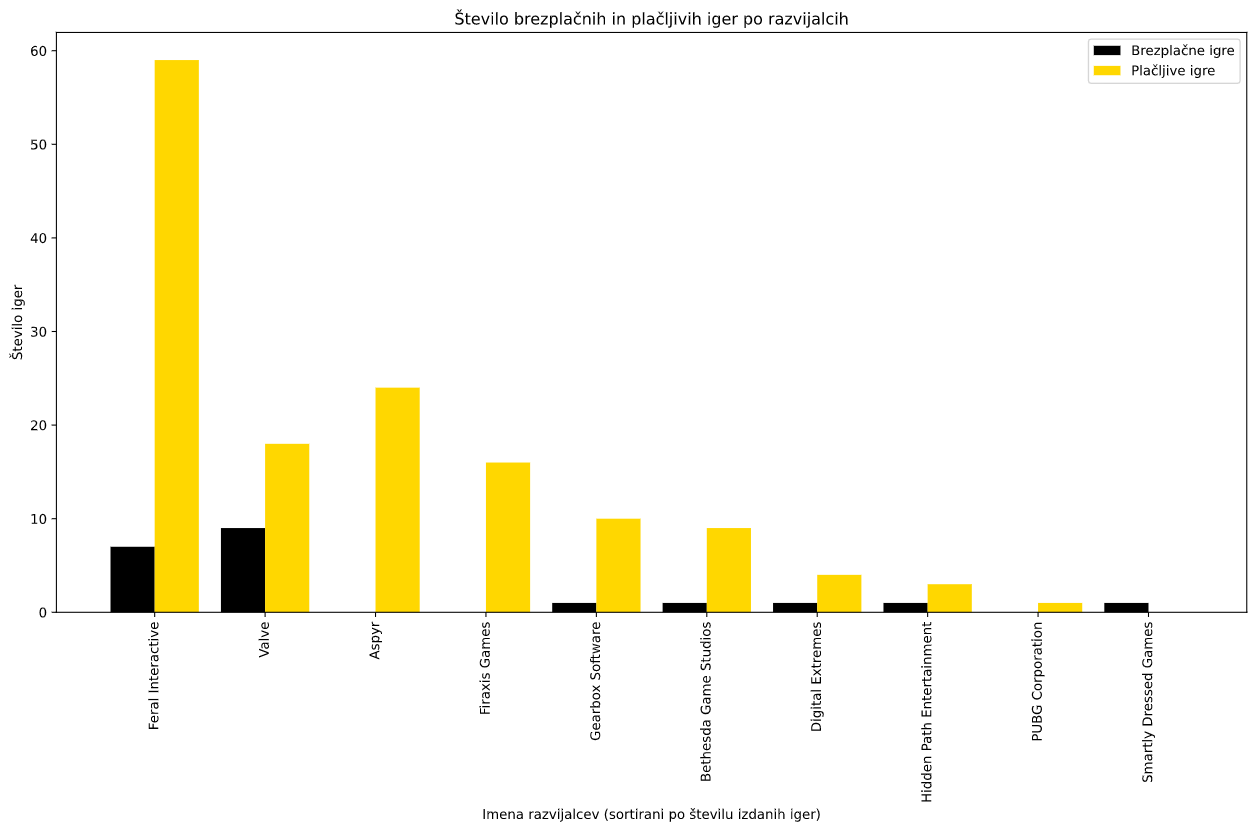 Število brezplačnih in plačljivih iger po razvijalcih
Brezplačne igre
Plačljive igre
Število iger
60
50
40
30
20
10
0
Feral Interactive
Valve
Aspyr
Firaxis Games
Gearbox Software
Bethesda Game Studios
Digital Extremes
Hidden Path Entertainment
PUBG Corporation
Smartly Dressed Games
Imena razvijalcev (sortirani po številu izdanih iger)